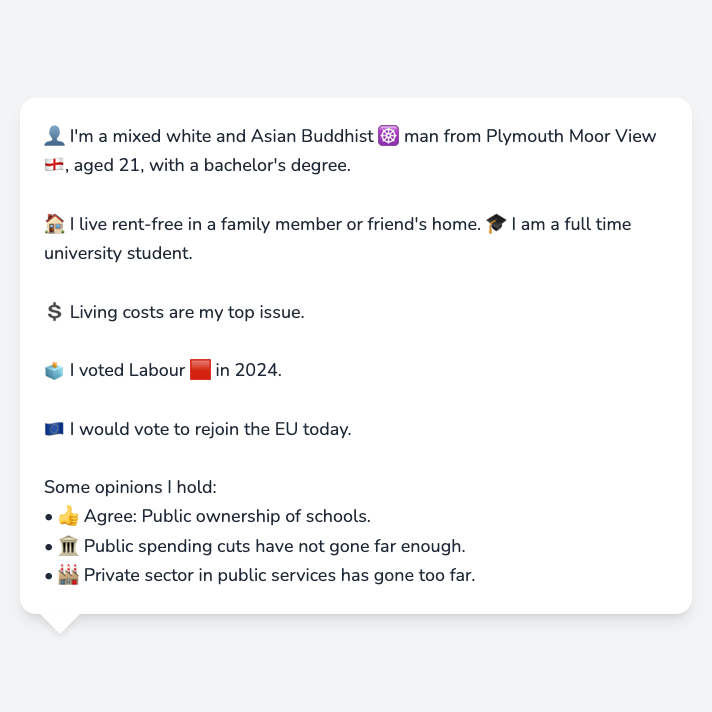 👤 I'm a mixed white and Asian Buddhist ☸️ man from Plymouth Moor View
🏴󠁧󠁢󠁥󠁮󠁧󠁿, aged 21, with a bachelor's degree.
🏠 I live rent-free in a family member or friend's home. 🎓 I am a full time
university student.
💲 Living costs are my top issue.
🗳️ I voted Labour 🟥 in 2024.
🇪🇺 I would vote to rejoin the EU today.
Some opinions I hold:
• 👍 Agree: Public ownership of schools.
• 🏛️ Public spending cuts have not gone far enough.
• 🏭 Private sector in public services has gone too far.